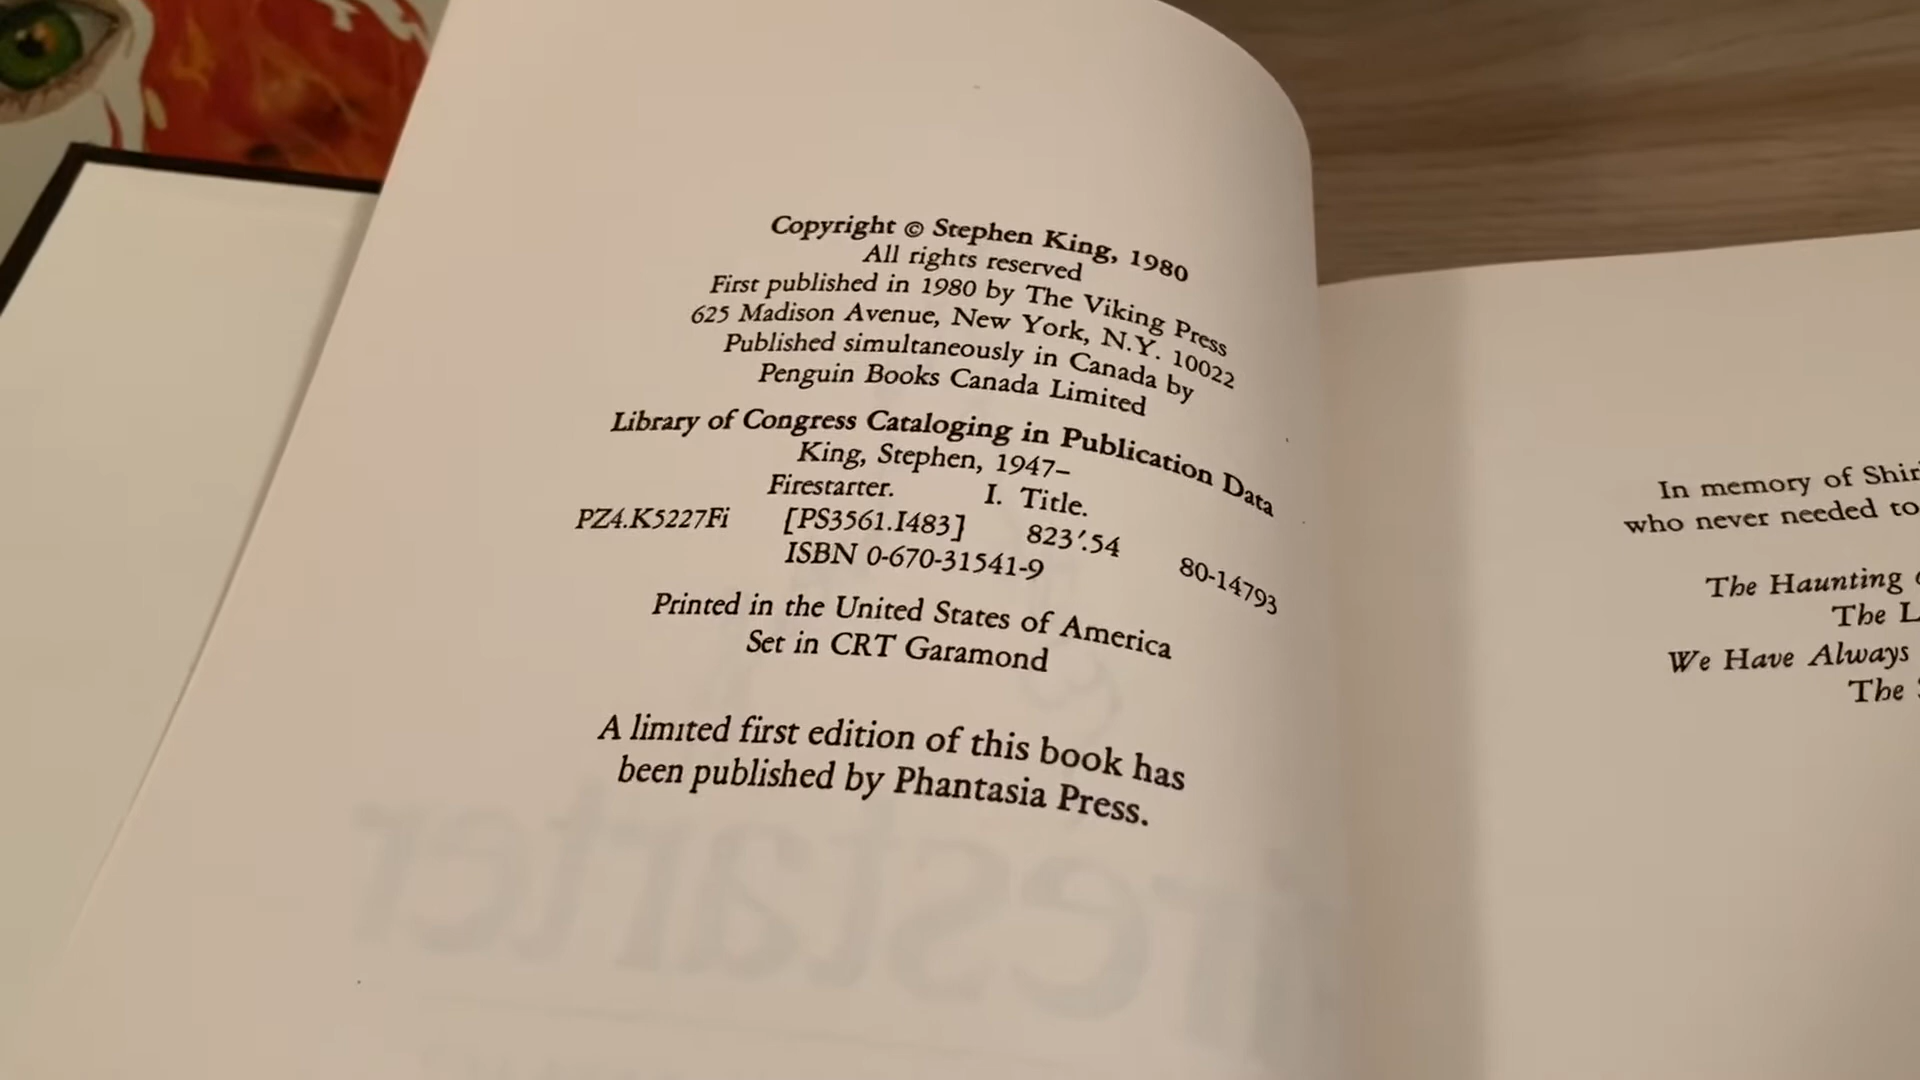 Copyright © Stephen King, 1980
All rights reserved
First published in 1980 by The Viking Press
625 Madison Avenue, New York, N.Y. 10022
Published simultaneously in Canada by
Penguin Books Canada Limited
Library of Congress Cataloging in Publication Data
King, Stephen, 1947–
Firestarter.
I. Title.
PZ4.K5227Fi [PS3561.I483] 823'.54 80-14793
ISBN 0-670-31541-9
Printed in the United States of America
Set in CRT Garamond
A limited first edition of this book has
been published by Phantasia Press.
In memory of
who never needed to
The Haunting
The
We Have Always
The